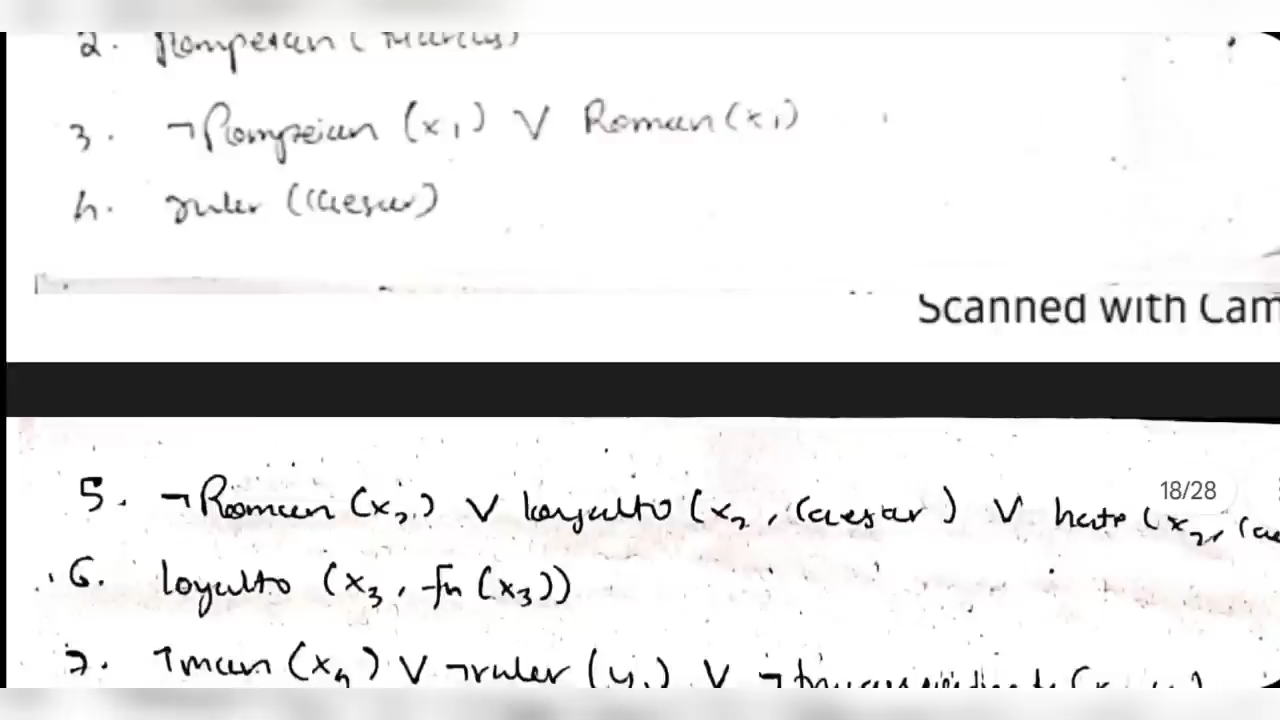 2. Pompeian (Marcus)
3. ¬Pompeian (x₁) V Roman(x₁)
4. ruler (Caesar)
Scanned with Cam
18/28
5. ¬Roman (x₂) V loyalto (x₂, Caesar) V hate (x₂, Cae
6. loyalto (x₃, fn (x₃))
7. ¬man (x₄) V ¬ruler (y₁) V